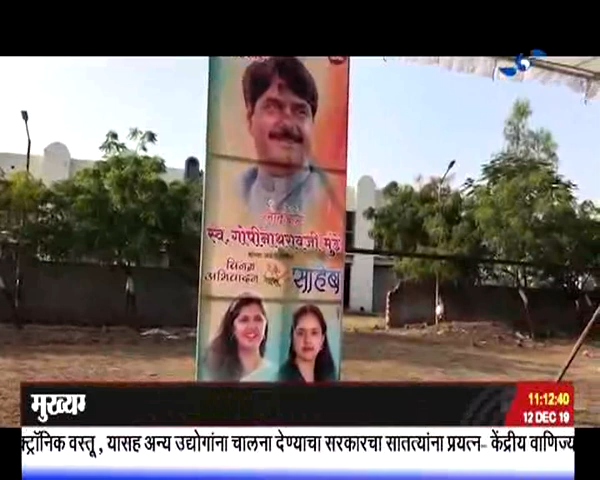 स्व. गोपीनाथरावजी मुंडे
विनम्र
अभिवादन
साहेब
मुख्य
11:12:40
12 DEC 19
क्ट्रॉनिक वस्तू , यासह अन्य उद्योगांना चालना देण्याचा सरकारचा सातत्यांना प्रयत्न- केंद्रीय वाणिज्य